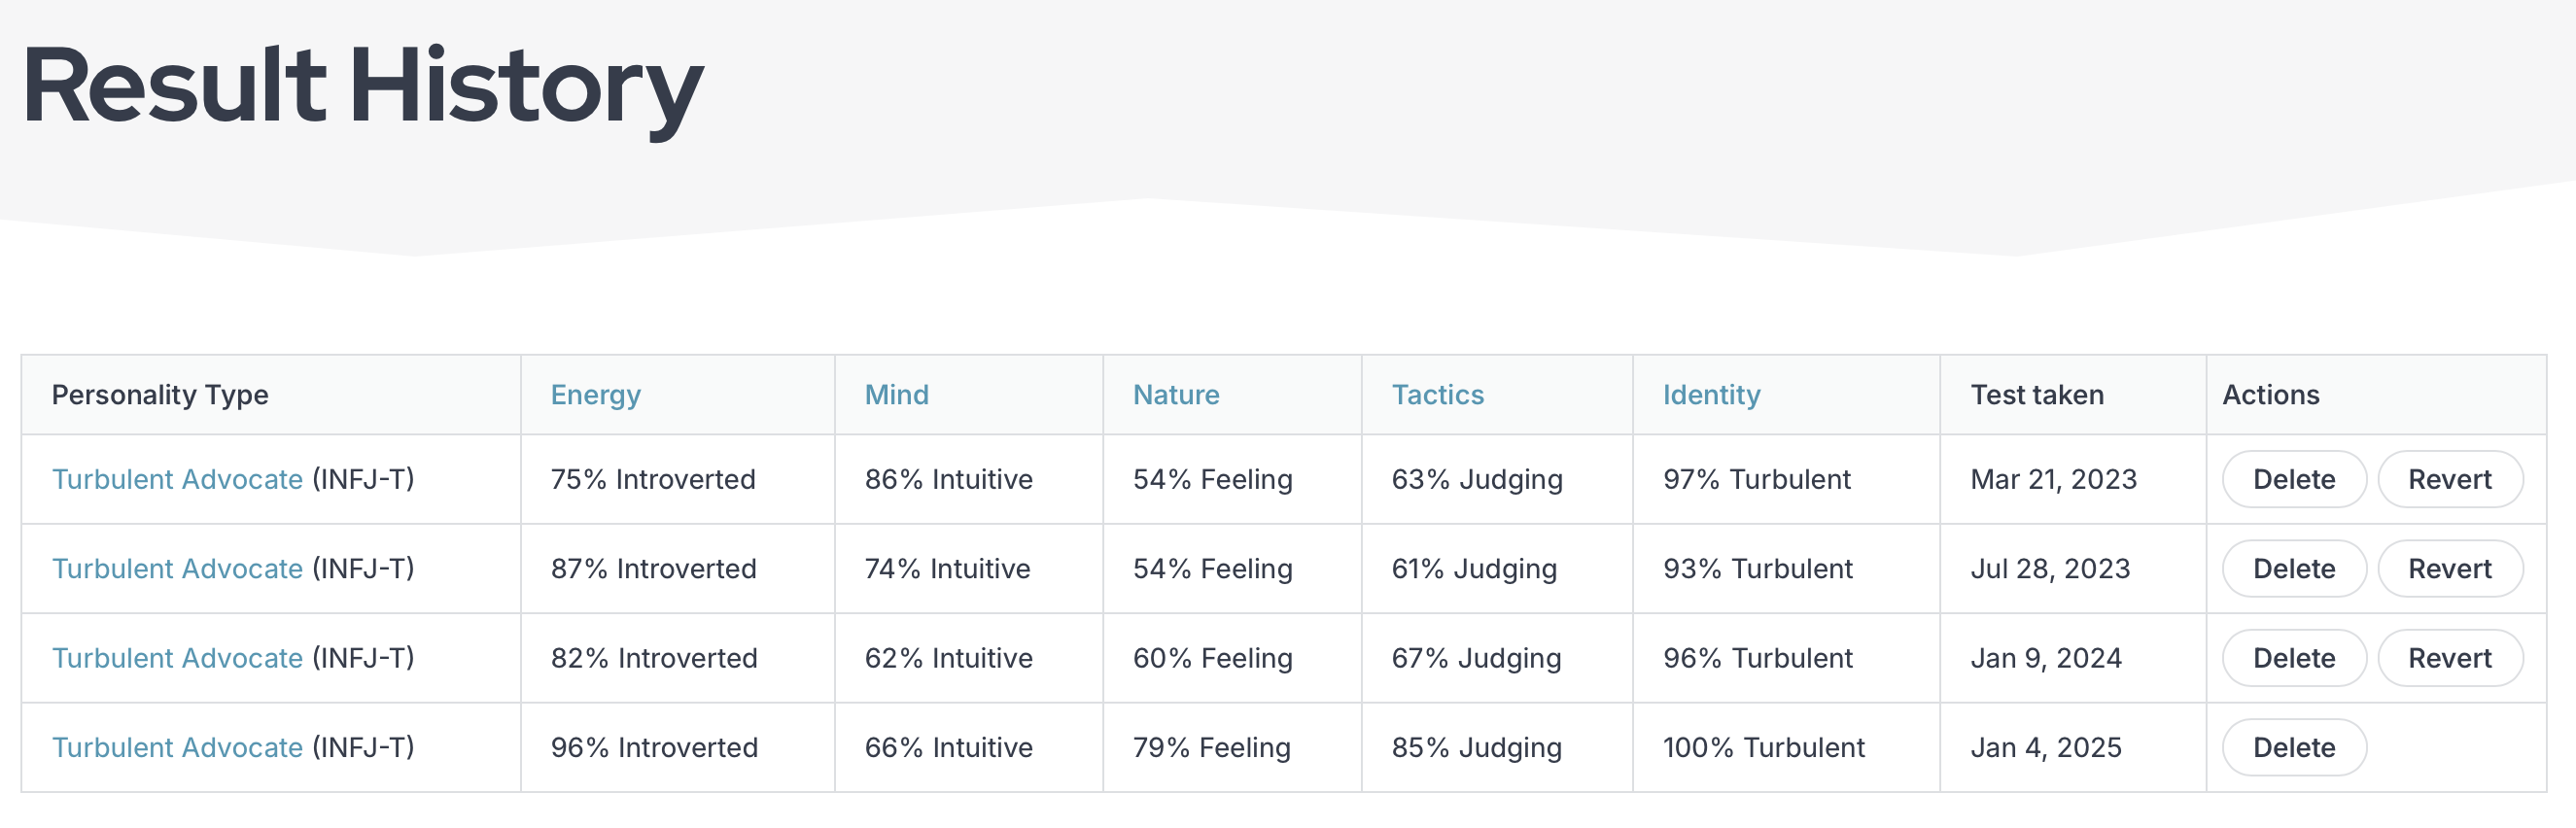 Result History
Personality Type Energy Mind Nature Tactics Identity Test taken Actions
Turbulent Advocate (INFJ-T) 75% Introverted 86% Intuitive 54% Feeling 63% Judging 97% Turbulent Mar 21, 2023 Delete Revert
Turbulent Advocate (INFJ-T) 87% Introverted 74% Intuitive 54% Feeling 61% Judging 93% Turbulent Jul 28, 2023 Delete Revert
Turbulent Advocate (INFJ-T) 82% Introverted 62% Intuitive 60% Feeling 67% Judging 96% Turbulent Jan 9, 2024 Delete Revert
Turbulent Advocate (INFJ-T) 96% Introverted 66% Intuitive 79% Feeling 85% Judging 100% Turbulent Jan 4, 2025 Delete